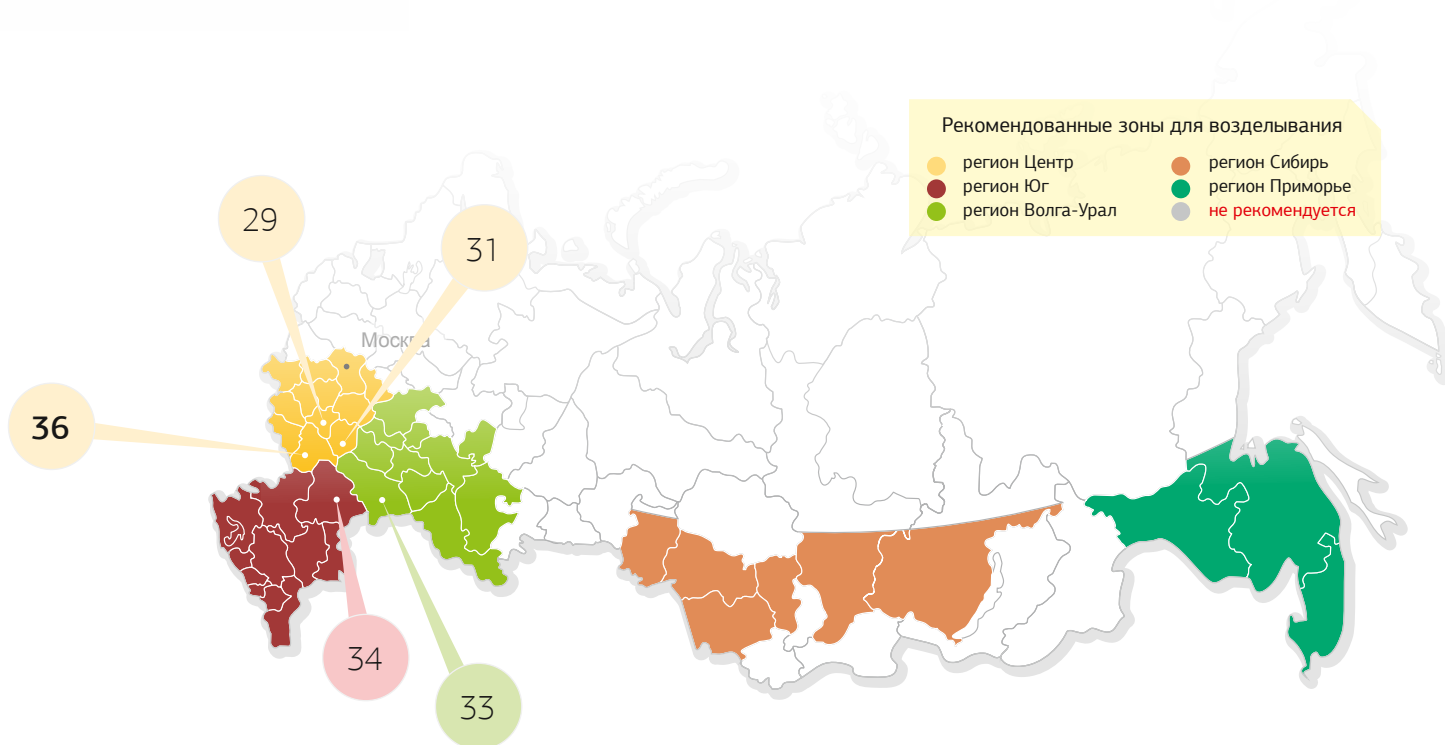 Рекомендованные зоны для возделывания
регион Центр
регион Юг
регион Волга-Урал
регион Сибирь
регион Приморье
не рекомендуется
29
31
Москва
36
34
33